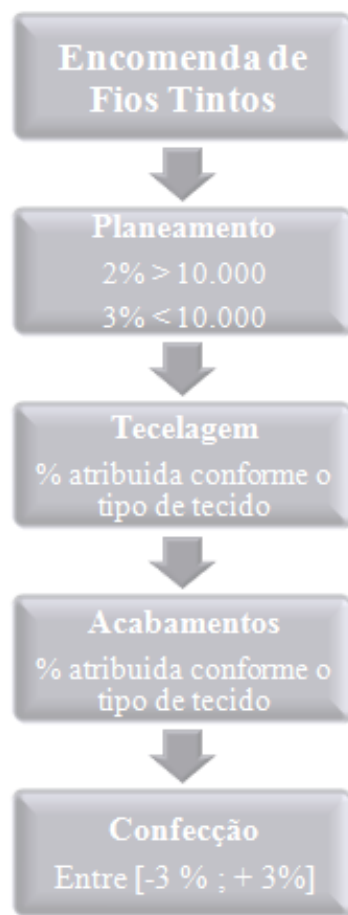 Encomenda de
Fios Tintos
Planeamento
2% > 10.000
3% < 10.000
Tecelagem
% atribuida conforme o
tipo de tecido
Acabamentos
% atribuida conforme o
tipo de tecido
Confecção
Entre [-3 % ; + 3%]